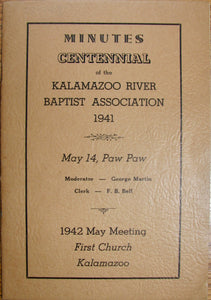 MINUTES
CENTENNIAL
of the
KALAMAZOO RIVER
BAPTIST ASSOCIATION
1941
May 14, Paw Paw
Moderator — George Martin
Clerk — F. B. Bell
1942 May Meeting
First Church
Kalamazoo